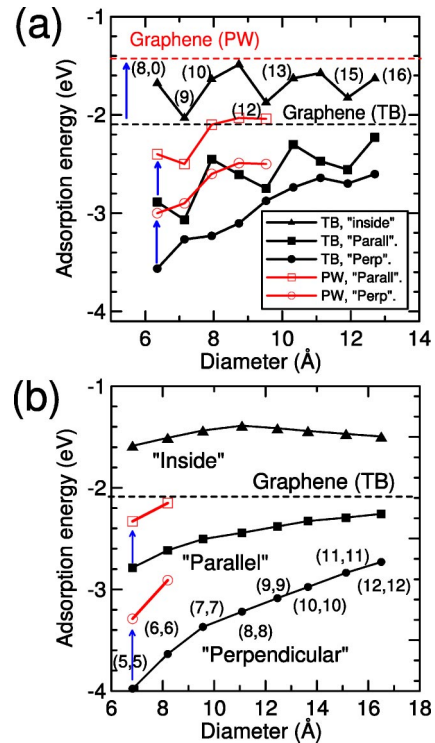 (a)
Graphene (PW)
(8,0)
(9)
(10)
(12)
(13)
(15)
(16)
Graphene (TB)
TB, "inside"
TB, "Parall".
TB, "Perp".
PW, "Parall".
PW, "Perp".
Adsorption energy (eV)
-1
-2
-3
-4
4 6 8 10 12 14
Diameter (Å)
(b)
"Inside"
Graphene (TB)
"Parallel"
(5,5)
(6,6)
(7,7)
(8,8)
(9,9)
(10,10)
(11,11)
(12,12)
"Perpendicular"
Adsorption energy (eV)
-1
-2
-3
-4
6 8 10 12 14 16 18
Diameter (Å)